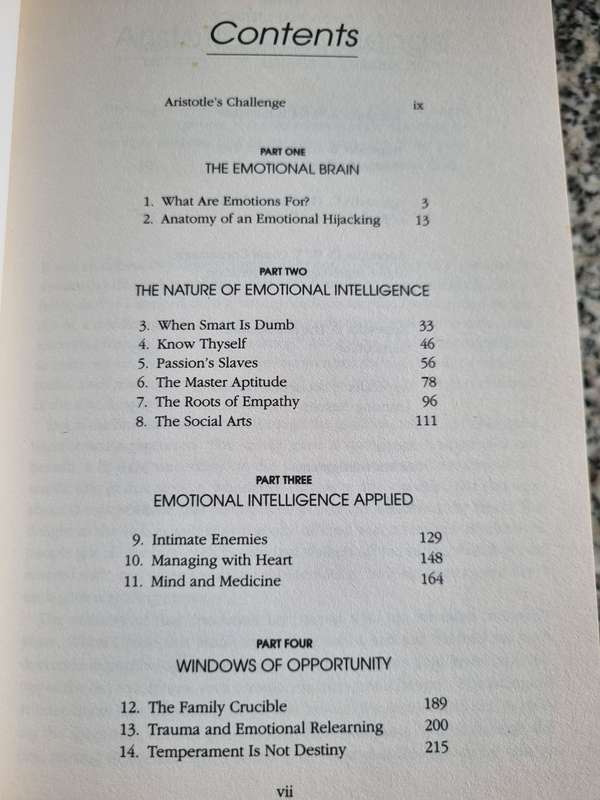 Contents
Aristotle's Challenge ix
PART ONE
THE EMOTIONAL BRAIN
1. What Are Emotions For? 3
2. Anatomy of an Emotional Hijacking 13
PART TWO
THE NATURE OF EMOTIONAL INTELLIGENCE
3. When Smart Is Dumb 33
4. Know Thyself 46
5. Passion's Slaves 56
6. The Master Aptitude 78
7. The Roots of Empathy 96
8. The Social Arts 111
PART THREE
EMOTIONAL INTELLIGENCE APPLIED
9. Intimate Enemies 129
10. Managing with Heart 148
11. Mind and Medicine 164
PART FOUR
WINDOWS OF OPPORTUNITY
12. The Family Crucible 189
13. Trauma and Emotional Relearning 200
14. Temperament Is Not Destiny 215
vii